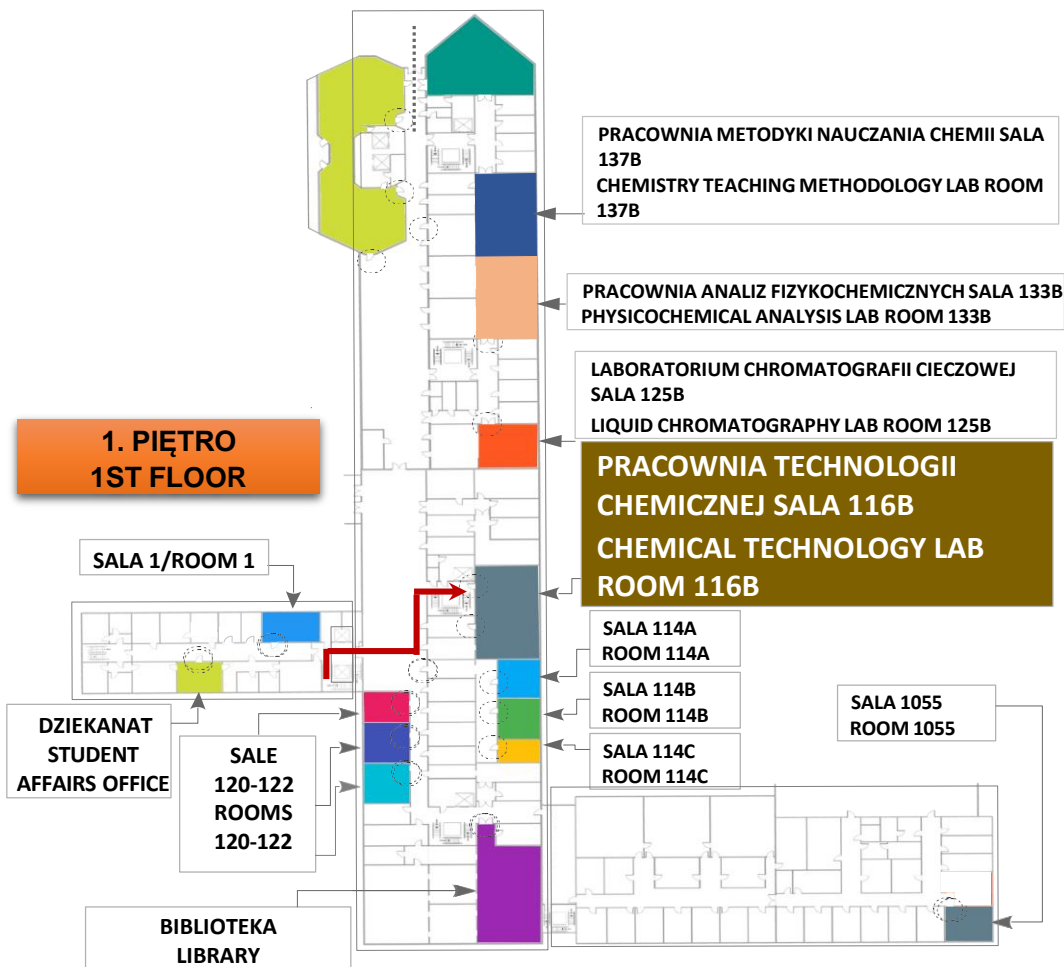 PRACOWNIA METODYKI NAUCZANIA CHEMII SALA
137B
CHEMISTRY TEACHING METHODOLOGY LAB ROOM
137B
PRACOWNIA ANALIZ FIZYKOCHEMICZNYCH SALA 133B
PHYSICOCHEMICAL ANALYSIS LAB ROOM 133B
LABORATORIUM CHROMATOGRAFII CIECZOWEJ
SALA 125B
LIQUID CHROMATOGRAPHY LAB ROOM 125B
1. PIĘTRO
1ST FLOOR
PRACOWNIA TECHNOLOGII
CHEMICZNEJ SALA 116B
CHEMICAL TECHNOLOGY LAB
ROOM 116B
SALA 1/ROOM 1
SALA 114A
ROOM 114A
SALA 114B
ROOM 114B
SALA 114C
ROOM 114C
SALA 1055
ROOM 1055
DZIEKANAT
STUDENT
AFFAIRS OFFICE
SALE
120-122
ROOMS
120-122
BIBLIOTEKA
LIBRARY